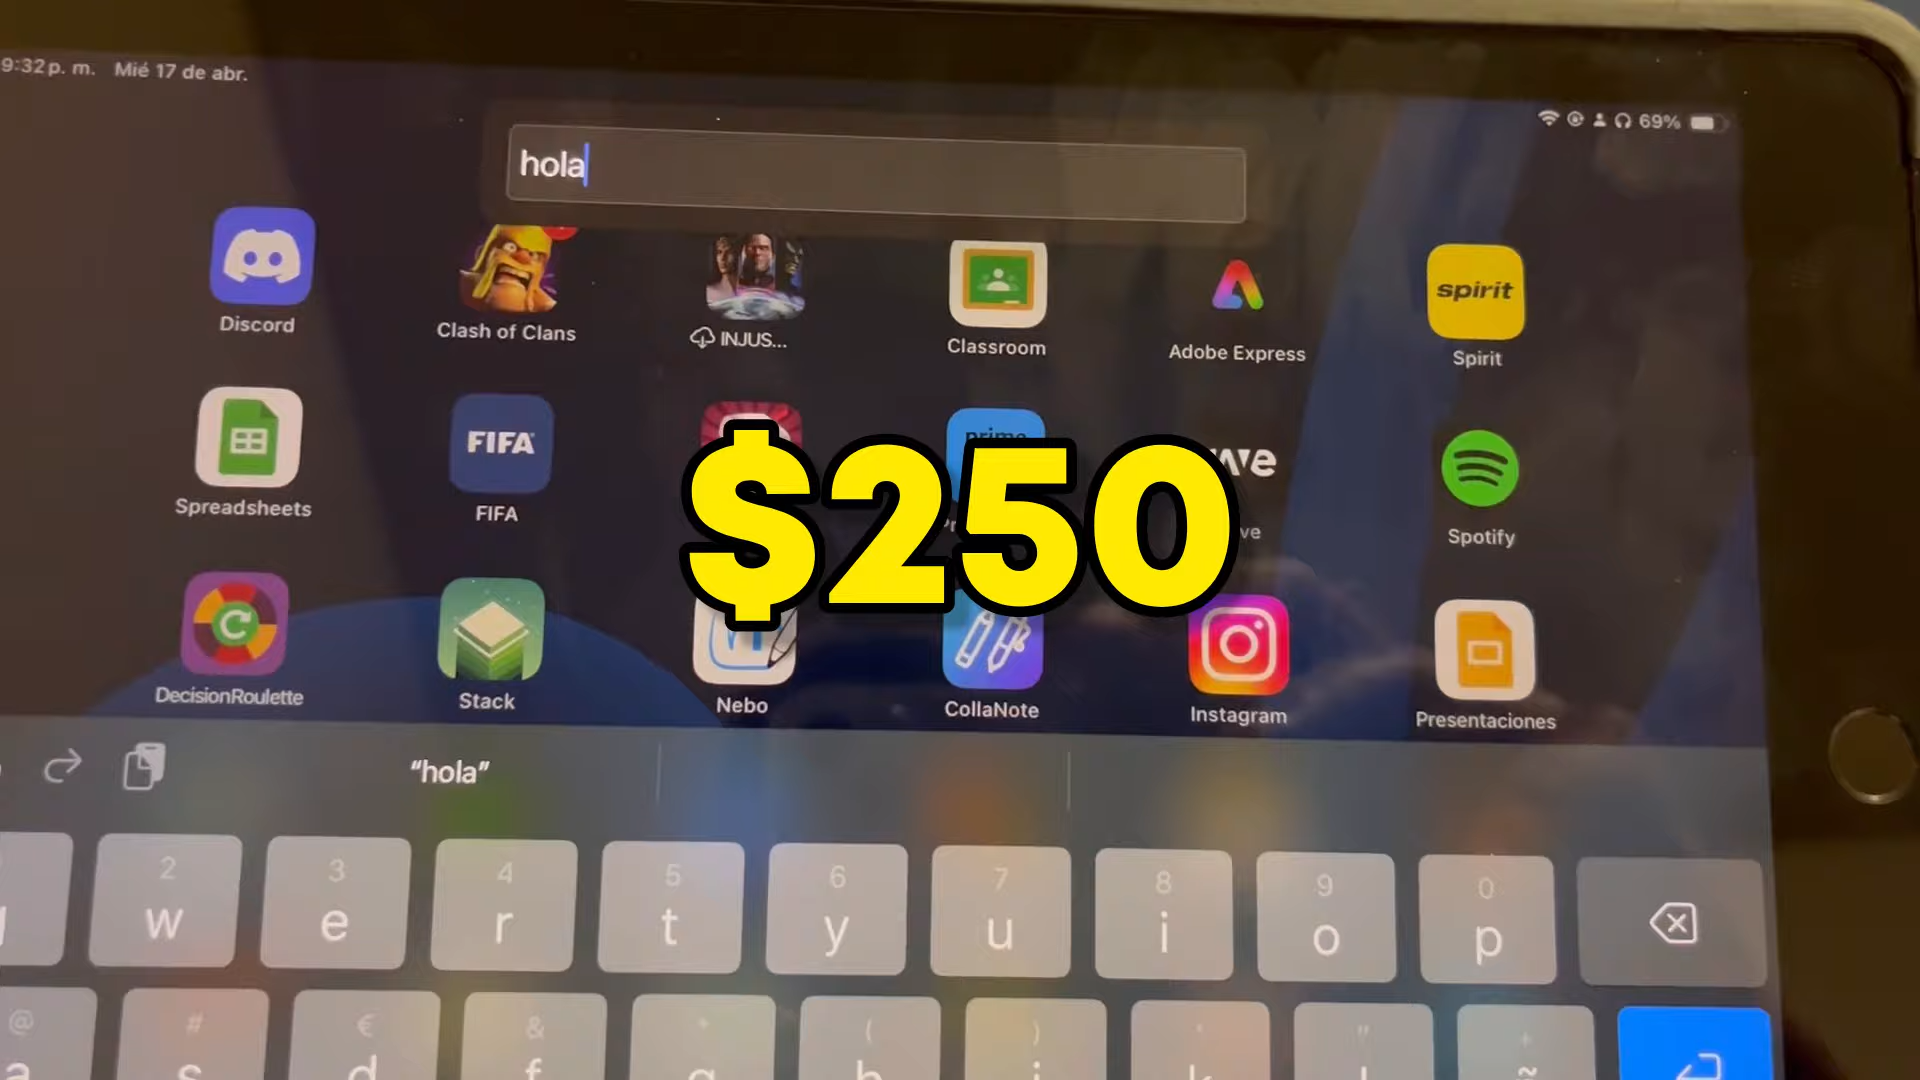 9:32 p. m. Mié 17 de abr.
69%
hola
Discord
Clash of Clans
INJUS...
Classroom
Adobe Express
spirit
Spirit
FIFA
prime
Spreadsheets
FIFA
$250
Spotify
DecisionRoulette
Stack
Nebo
CollaNote
Instagram
Presentaciones
“hola”
2 3 4 5 6 7 8 9 0
w e r t y u i o p
@ # € & * ( ) ' "
a s d f g h j k l ñ